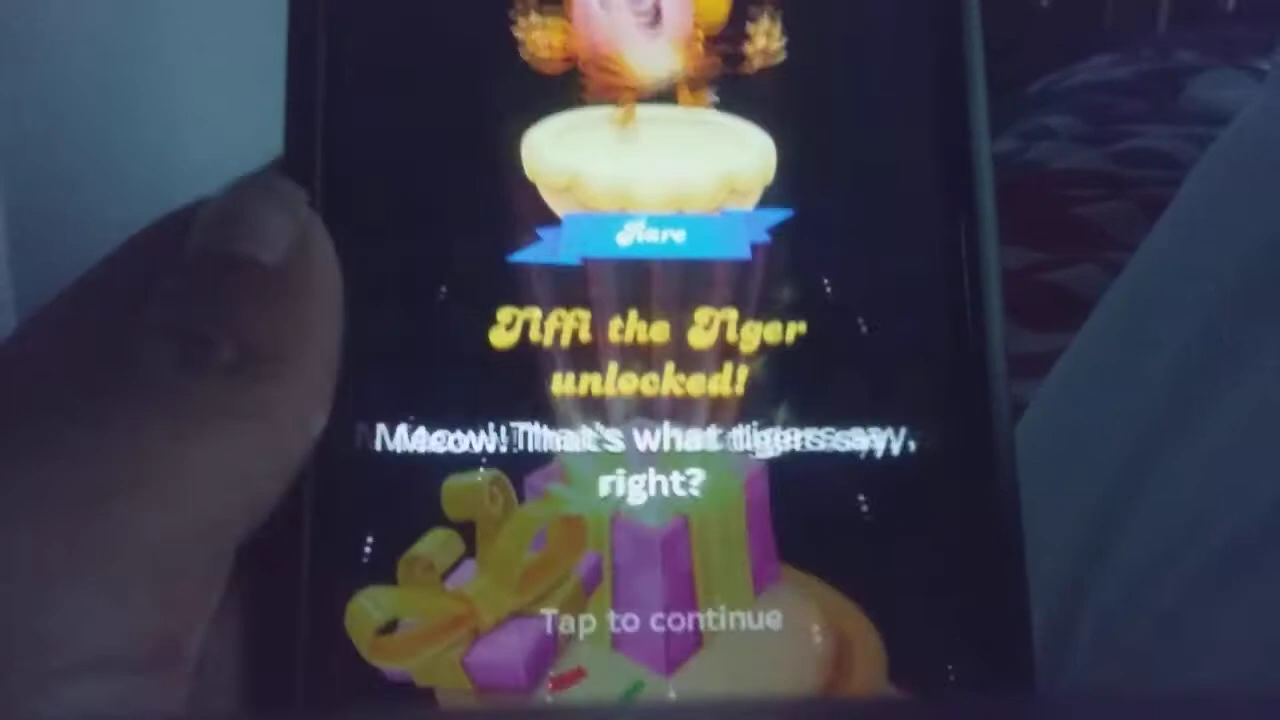 Rare
Tiffi the Tiger
unlocked!
Meow! That's what tigers say,
right?
Tap to continue